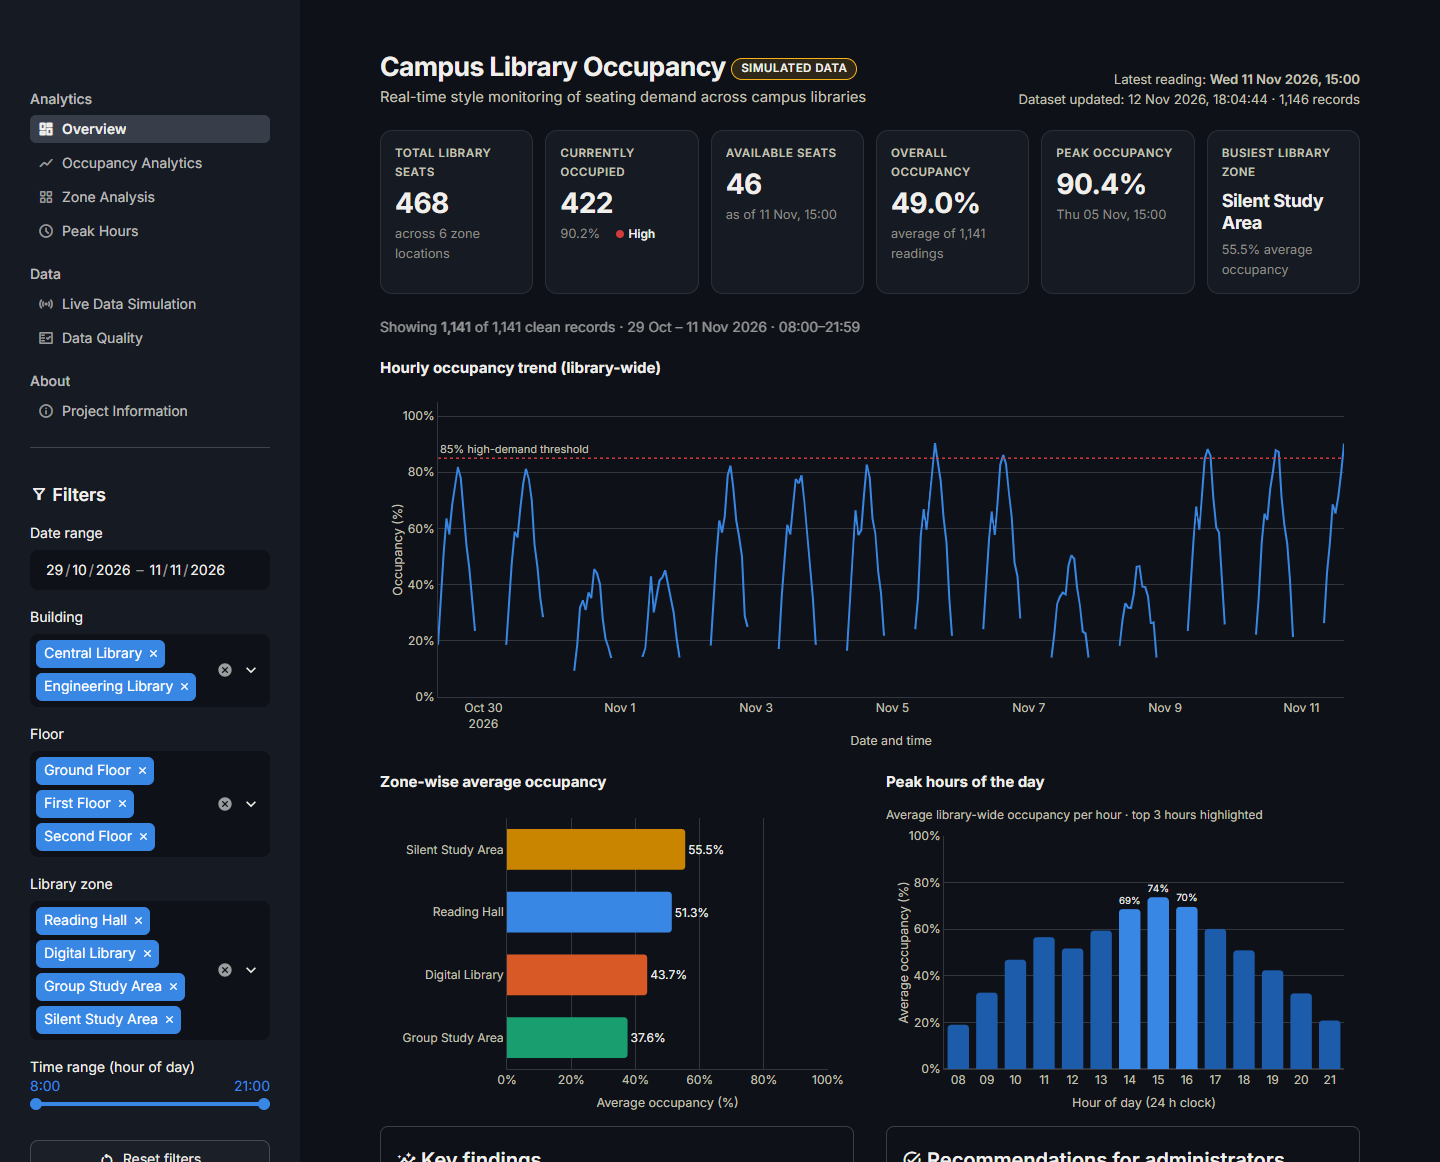 Analytics
Overview
Occupancy Analytics
Zone Analysis
Peak Hours
Data
Live Data Simulation
Data Quality
About
Project Information
Filters
Date range
29/10/2026 – 11/11/2026
Building
Central Library ×
Engineering Library ×
Floor
Ground Floor ×
First Floor ×
Second Floor ×
Library zone
Reading Hall ×
Digital Library ×
Group Study Area ×
Silent Study Area ×
Time range (hour of day)
8:00 21:00
Reset filters
Campus Library Occupancy SIMULATED DATA
Real-time style monitoring of seating demand across campus libraries
Latest reading: Wed 11 Nov 2026, 15:00
Dataset updated: 12 Nov 2026, 18:04:44 · 1,146 records
TOTAL LIBRARY
SEATS
468
across 6 zone
locations
CURRENTLY
OCCUPIED
422
90.2% High
AVAILABLE SEATS
46
as of 11 Nov, 15:00
OVERALL
OCCUPANCY
49.0%
average of 1,141
readings
PEAK OCCUPANCY
90.4%
Thu 05 Nov, 15:00
BUSIEST LIBRARY
ZONE
Silent Study
Area
55.5% average
occupancy
Showing 1,141 of 1,141 clean records · 29 Oct – 11 Nov 2026 · 08:00–21:59
Hourly occupancy trend (library-wide)
100%
85% high-demand threshold
80%
60%
40%
20%
0%
Occupancy (%)
Oct 30 Nov 1 Nov 3 Nov 5 Nov 7 Nov 9 Nov 11
2026
Date and time
Zone-wise average occupancy
Silent Study Area 55.5%
Reading Hall 51.3%
Digital Library 43.7%
Group Study Area 37.6%
0% 20% 40% 60% 80% 100%
Average occupancy (%)
Peak hours of the day
Average library-wide occupancy per hour · top 3 hours highlighted
100%
80%
60%
40%
20%
0%
Average occupancy (%)
69% 74% 70%
08 09 10 11 12 13 14 15 16 17 18 19 20 21
Hour of day (24 h clock)
Key findings
Recommendations for administrators